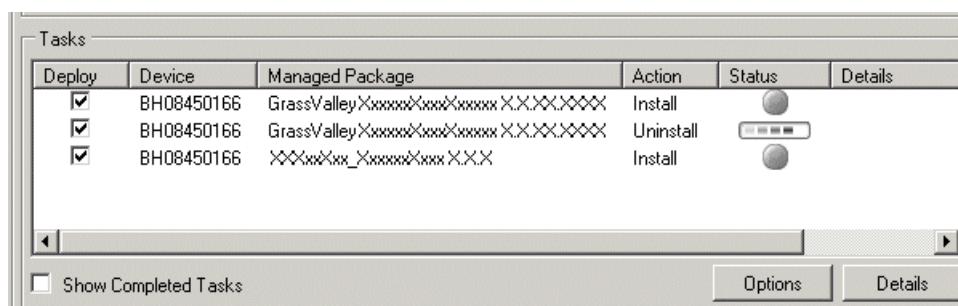 Tasks
Deploy Device Managed Package Action Status Details
BH08450166 GrassValleyXxxxxxXxxxXxxxxx X.X.XX.XXXX Install
BH08450166 GrassValleyXxxxxxXxxxXxxxxx X.X.XX.XXXX Uninstall
BH08450166 XXXxxXxx_XxxxxxXxxx X.X.X Install
Show Completed Tasks Options Details